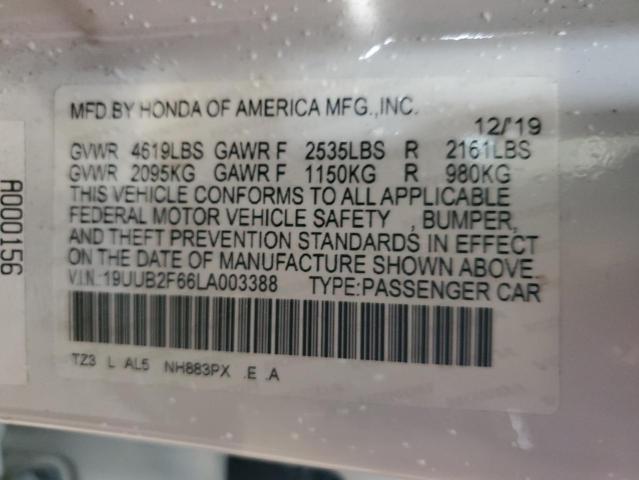 MFD.BY HONDA OF AMERICA MFG.,INC.
12/'19
GVWR 4619LBS GAWR F 2535LBS R 2161LBS
GVWR 2095KG GAWR F 1150KG R 980KG
THIS VEHICLE CONFORMS TO ALL APPLICABLE
FEDERAL MOTOR VEHICLE SAFETY , BUMPER,
AND THEFT PREVENTION STANDARDS IN EFFECT
ON THE DATE OF MANUFACTURE SHOWN ABOVE.
V.I.N.:19UUB2F66LA003388 TYPE:PASSENGER CAR
TZ3 L AL5 NH883PX .E .A
A000156